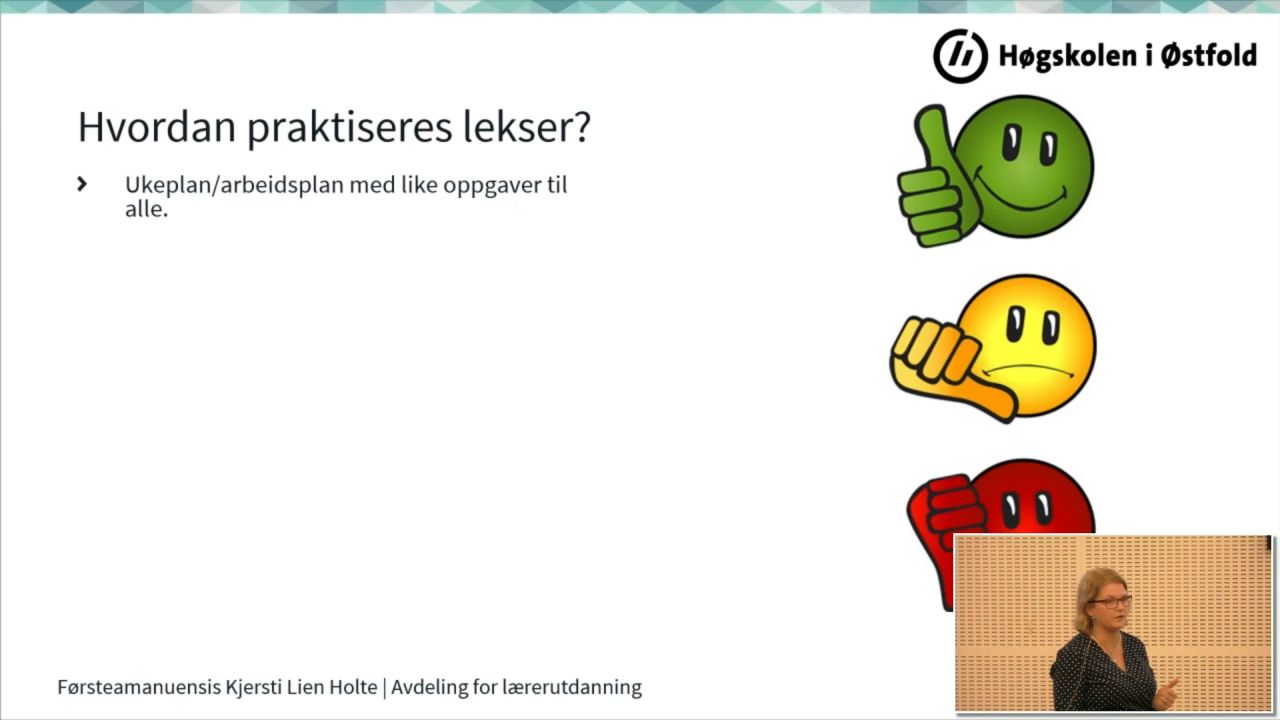 Høgskolen i Østfold
Hvordan praktiseres lekser?
Ukeplan/arbeidsplan med like oppgaver til
alle.
Førsteamanuensis Kjersti Lien Holte | Avdeling for lærerutdanning